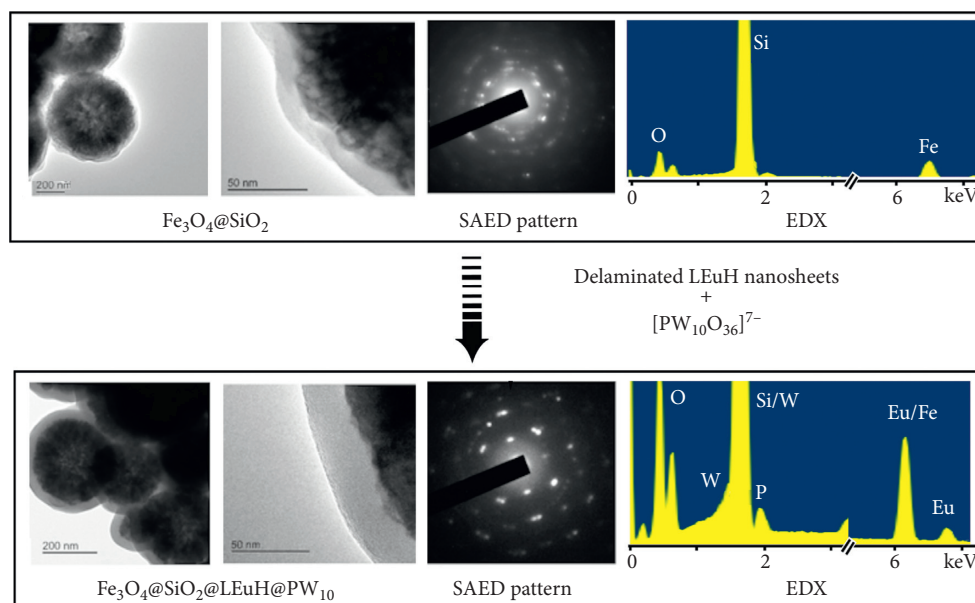 200 nm
50 nm
Fe₃O₄@SiO₂
SAED pattern
Si
O
Fe
0 2 6 keV
EDX
Delaminated LEuH nanosheets
+
[PW₁₀O₃₆]⁷⁻
200 nm
50 nm
Fe₃O₄@SiO₂@LEuH@PW₁₀
SAED pattern
O
Si/W
Eu/Fe
W
P
Eu
0 2 6 keV
EDX